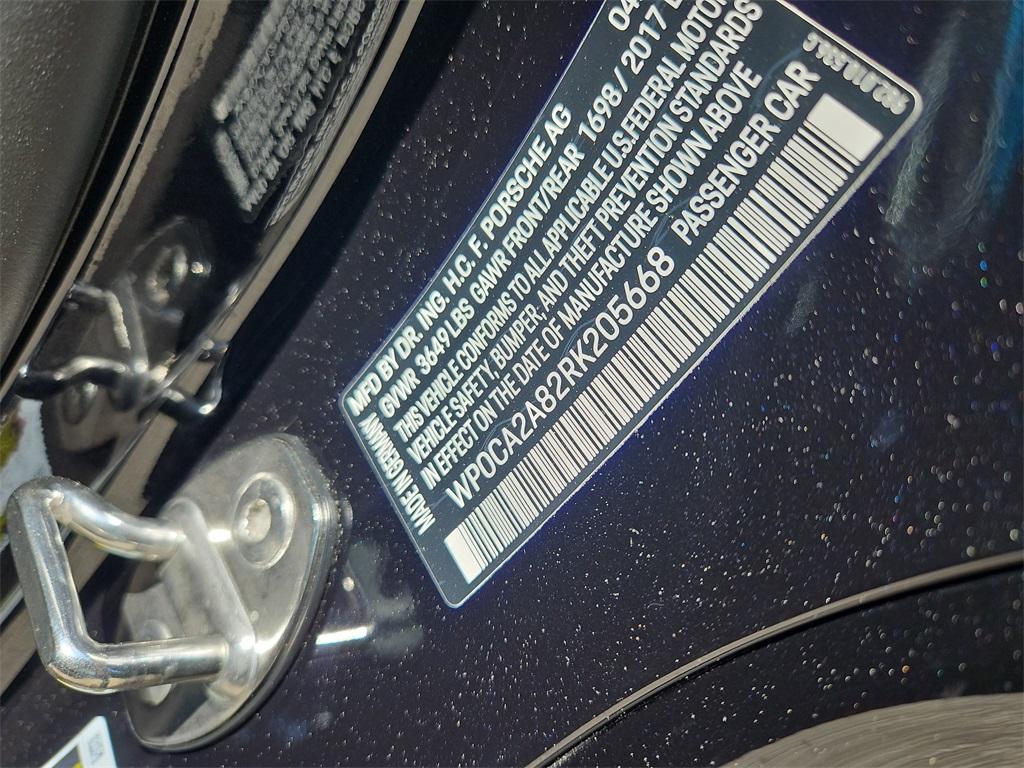 MADE IN GERMANY
MFD BY DR. ING. H.C. F. PORSCHE AG 04
GVWR 3649 LBS GAWR FRONT/REAR 1698 / 2017 L
THIS VEHICLE CONFORMS TO ALL APPLICABLE U.S. FEDERAL MOTOR
VEHICLE SAFETY, BUMPER, AND THEFT PREVENTION STANDARDS
IN EFFECT ON THE DATE OF MANUFACTURE SHOWN ABOVE
WP0CA2A82RK205668 PASSENGER CAR